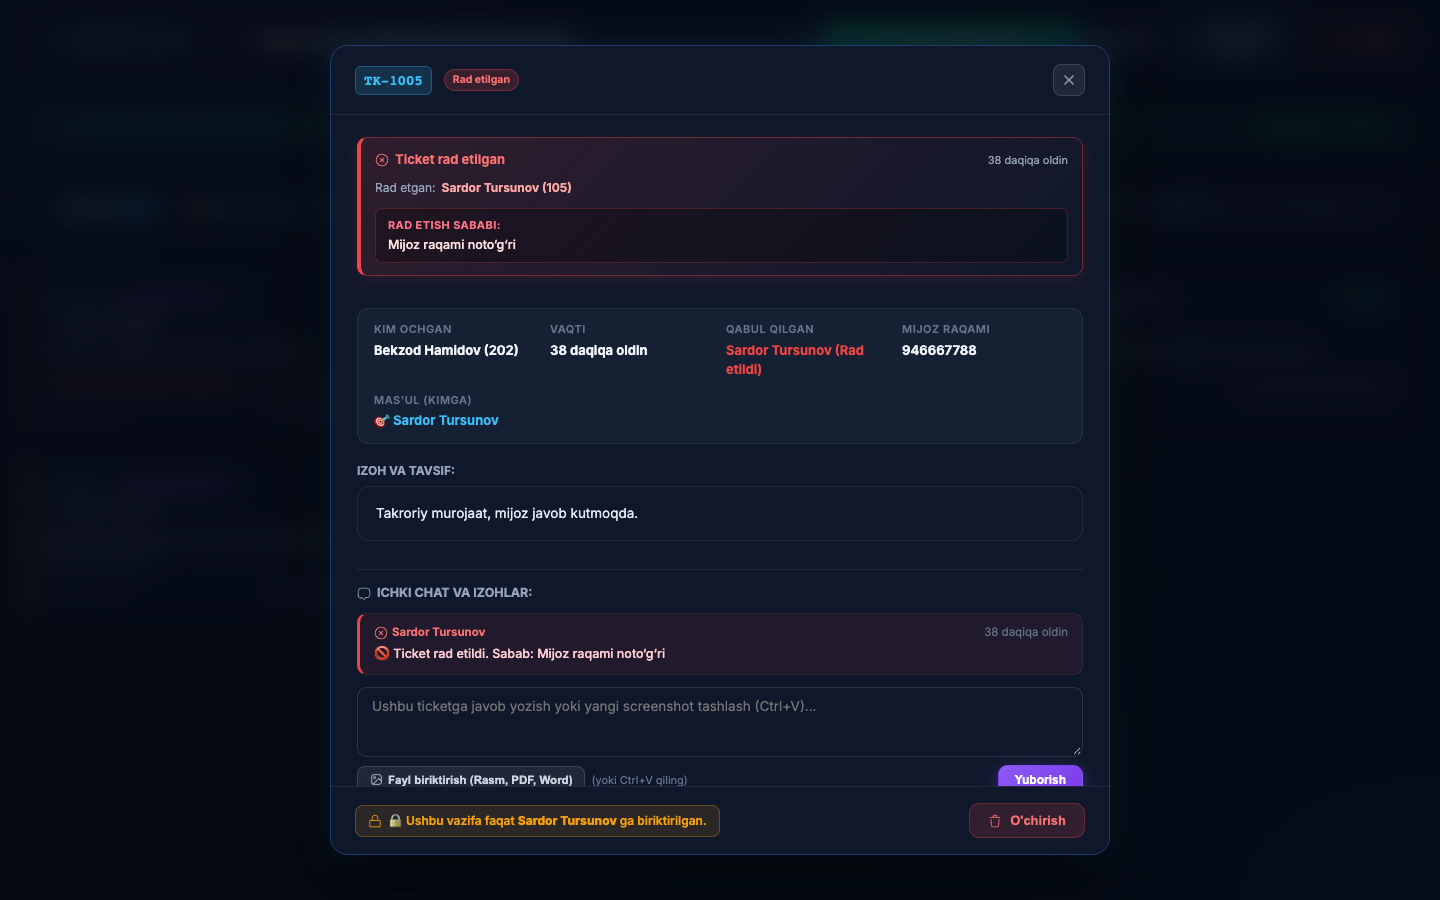 TK-1005
Rad etilgan
Ticket rad etilgan
38 daqiqa oldin
Rad etgan: Sardor Tursunov (105)
RAD ETISH SABABI:
Mijoz raqami noto‘g‘ri
KIM OCHGAN
VAQTI
QABUL QILGAN
MIJOZ RAQAMI
Bekzod Hamidov (202)
38 daqiqa oldin
Sardor Tursunov (Rad
etildi)
946667788
MAS'UL (KIMGA)
🎯 Sardor Tursunov
IZOH VA TAVSIF:
Takroriy murojaat, mijoz javob kutmoqda.
ICHKI CHAT VA IZOHLAR:
Sardor Tursunov
38 daqiqa oldin
🚫 Ticket rad etildi. Sabab: Mijoz raqami noto‘g‘ri
Ushbu ticketga javob yozish yoki yangi screenshot tashlash (Ctrl+V)...
Fayl biriktirish (Rasm, PDF, Word)
(yoki Ctrl+V qiling)
Yuborish
🔒 Ushbu vazifa faqat Sardor Tursunov ga biriktirilgan.
O'chirish